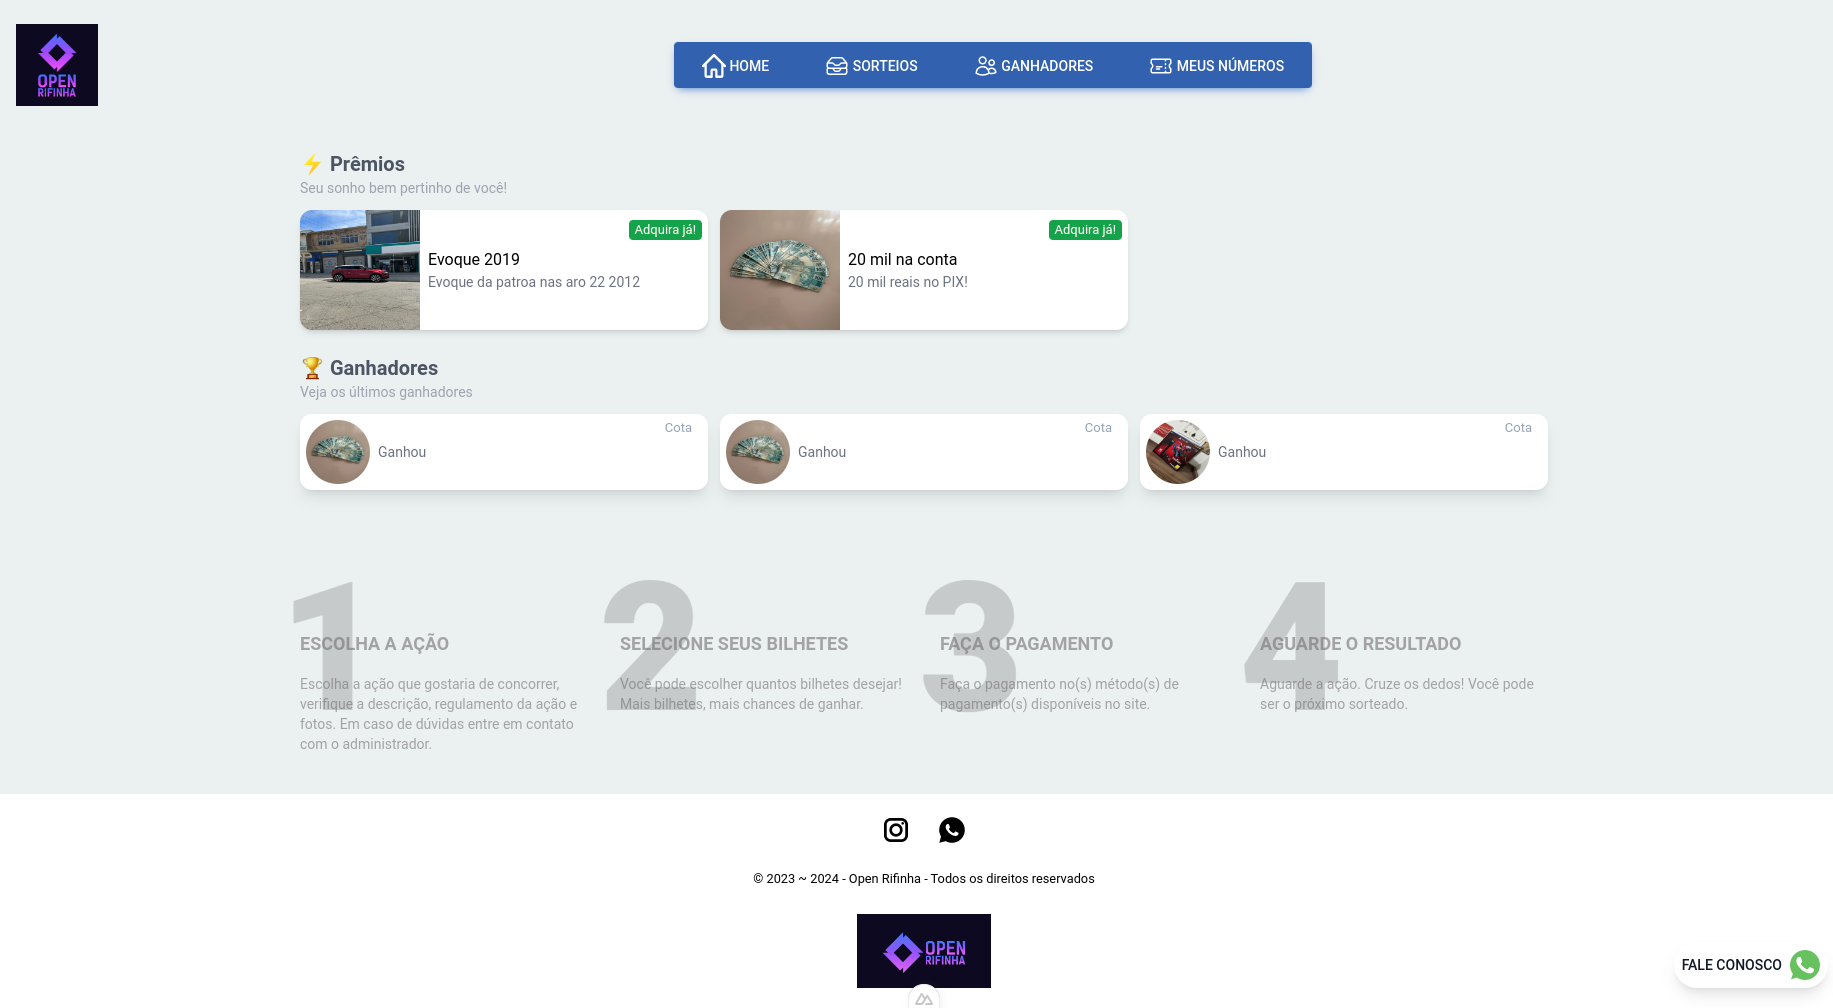 OPEN
RIFINHA
HOME
SORTEIOS
GANHADORES
MEUS NÚMEROS
⚡ Prêmios
Seu sonho bem pertinho de você!
Adquira já!
Evoque 2019
Evoque da patroa nas aro 22 2012
Adquira já!
20 mil na conta
20 mil reais no PIX!
🏆 Ganhadores
Veja os últimos ganhadores
Cota
Ganhou
Cota
Ganhou
Cota
Ganhou
1
ESCOLHA A AÇÃO
Escolha a ação que gostaria de concorrer,
verifique a descrição, regulamento da ação e
fotos. Em caso de dúvidas entre em contato
com o administrador.
2
SELECIONE SEUS BILHETES
Você pode escolher quantos bilhetes desejar!
Mais bilhetes, mais chances de ganhar.
3
FAÇA O PAGAMENTO
Faça o pagamento no(s) método(s) de
pagamento(s) disponíveis no site.
4
AGUARDE O RESULTADO
Aguarde a ação. Cruze os dedos! Você pode
ser o próximo sorteado.
© 2023 ~ 2024 - Open Rifinha - Todos os direitos reservados
OPEN
RIFINHA
FALE CONOSCO